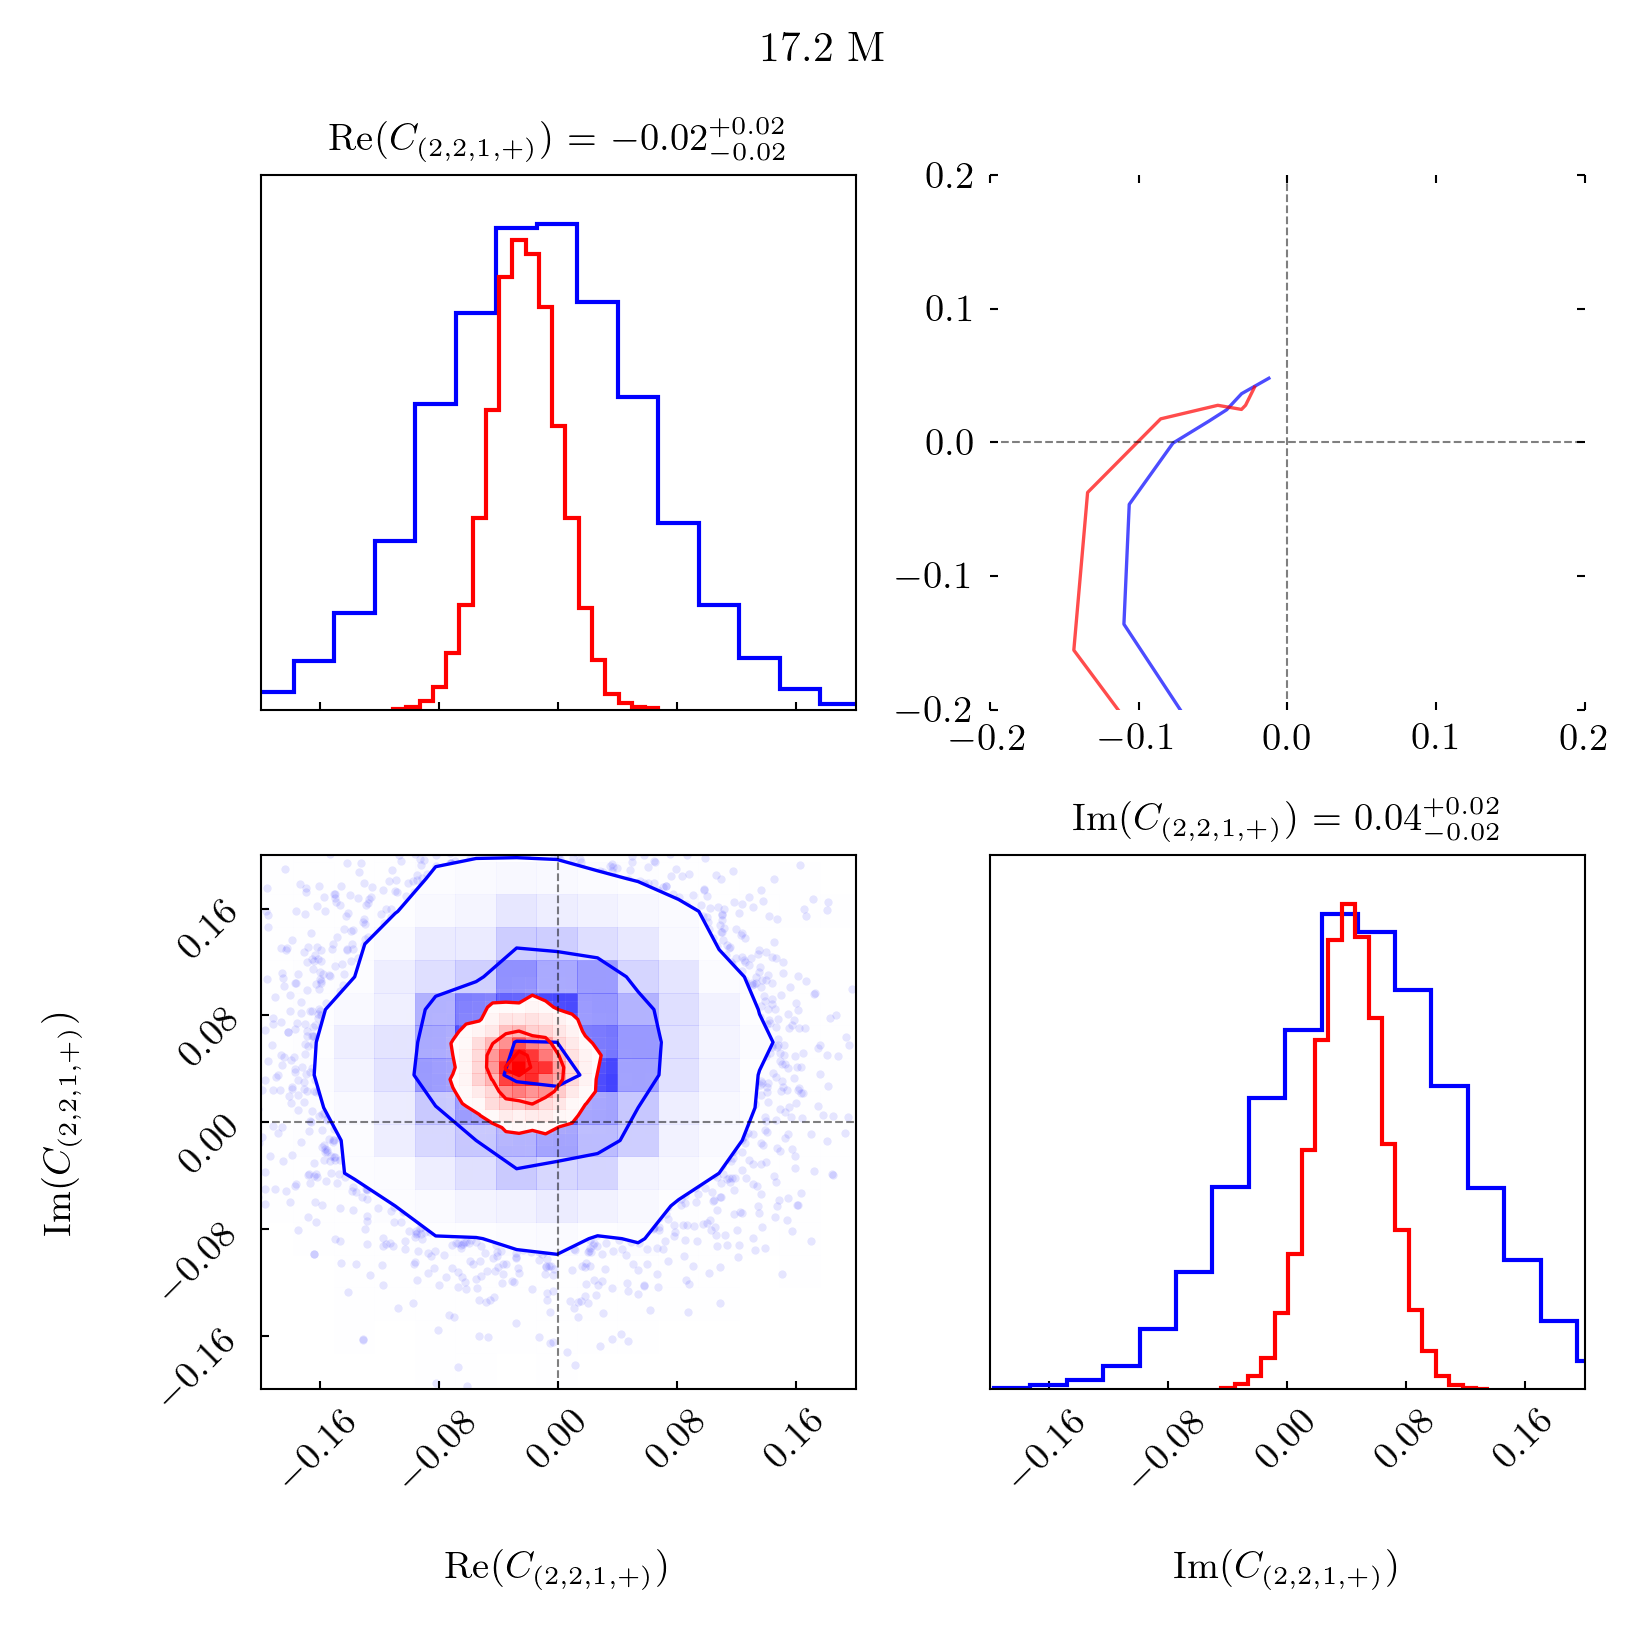 17.2 M
Re(C_{(2,2,1,+)}) = −0.02^{+0.02}_{−0.02}
0.2
0.1
0.0
−0.1
−0.2
−0.2 −0.1 0.0 0.1 0.2
Im(C_{(2,2,1,+)}) = 0.04^{+0.02}_{−0.02}
Im(C_{(2,2,1,+)})
0.16
0.08
0.00
−0.08
−0.16
−0.16 −0.08 0.00 0.08 0.16
Re(C_{(2,2,1,+)})
−0.16 −0.08 0.00 0.08 0.16
Im(C_{(2,2,1,+)})